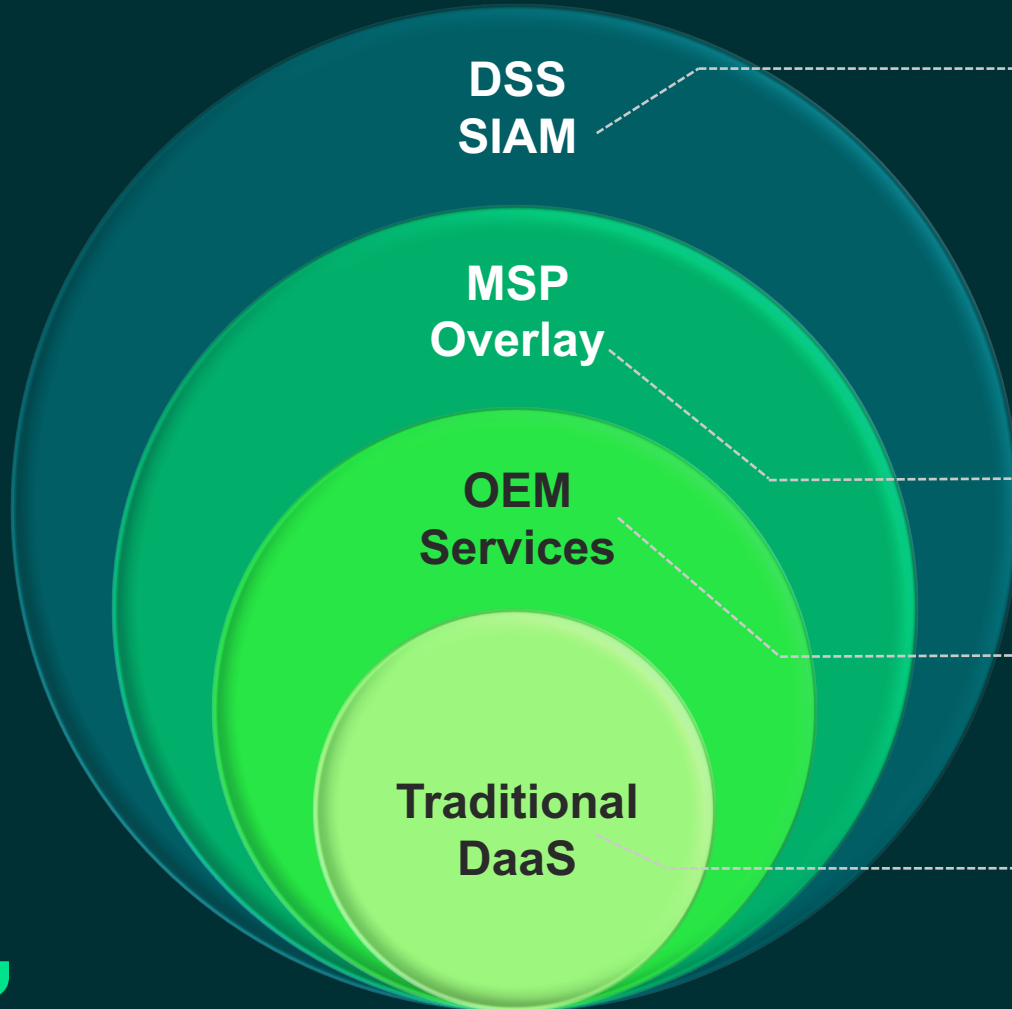 DSS
SIAM
MSP
Overlay
OEM
Services
Traditional
DaaS